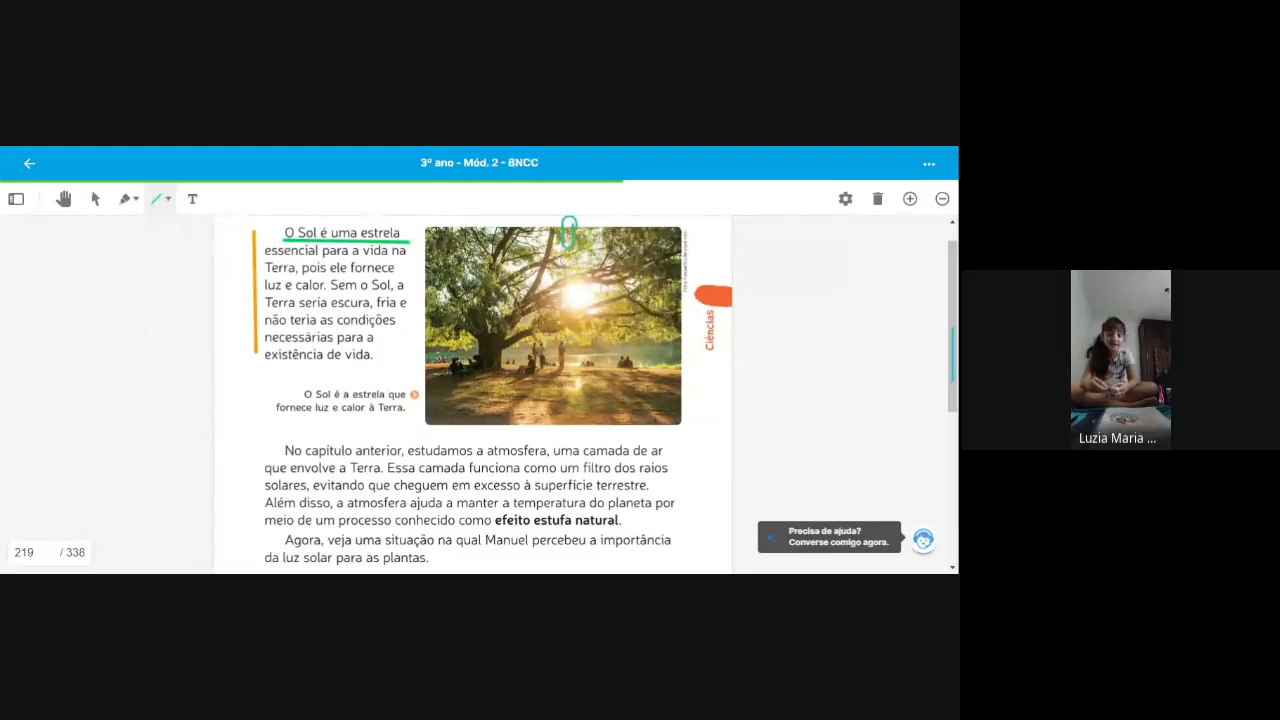 3º ano - Mód. 2 - BNCC
T
O Sol é uma estrela
essencial para a vida na
Terra, pois ele fornece
luz e calor. Sem o Sol, a
Terra seria escura, fria e
não teria as condições
necessárias para a
existência de vida.
O Sol é a estrela que
fornece luz e calor à Terra.
Ciências
No capítulo anterior, estudamos a atmosfera, uma camada de ar
que envolve a Terra. Essa camada funciona como um filtro dos raios
solares, evitando que cheguem em excesso à superfície terrestre.
Além disso, a atmosfera ajuda a manter a temperatura do planeta por
meio de um processo conhecido como efeito estufa natural.
Agora, veja uma situação na qual Manuel percebeu a importância
da luz solar para as plantas.
219 / 338
Precisa de ajuda?
Converse comigo agora.
Luzia Maria ...